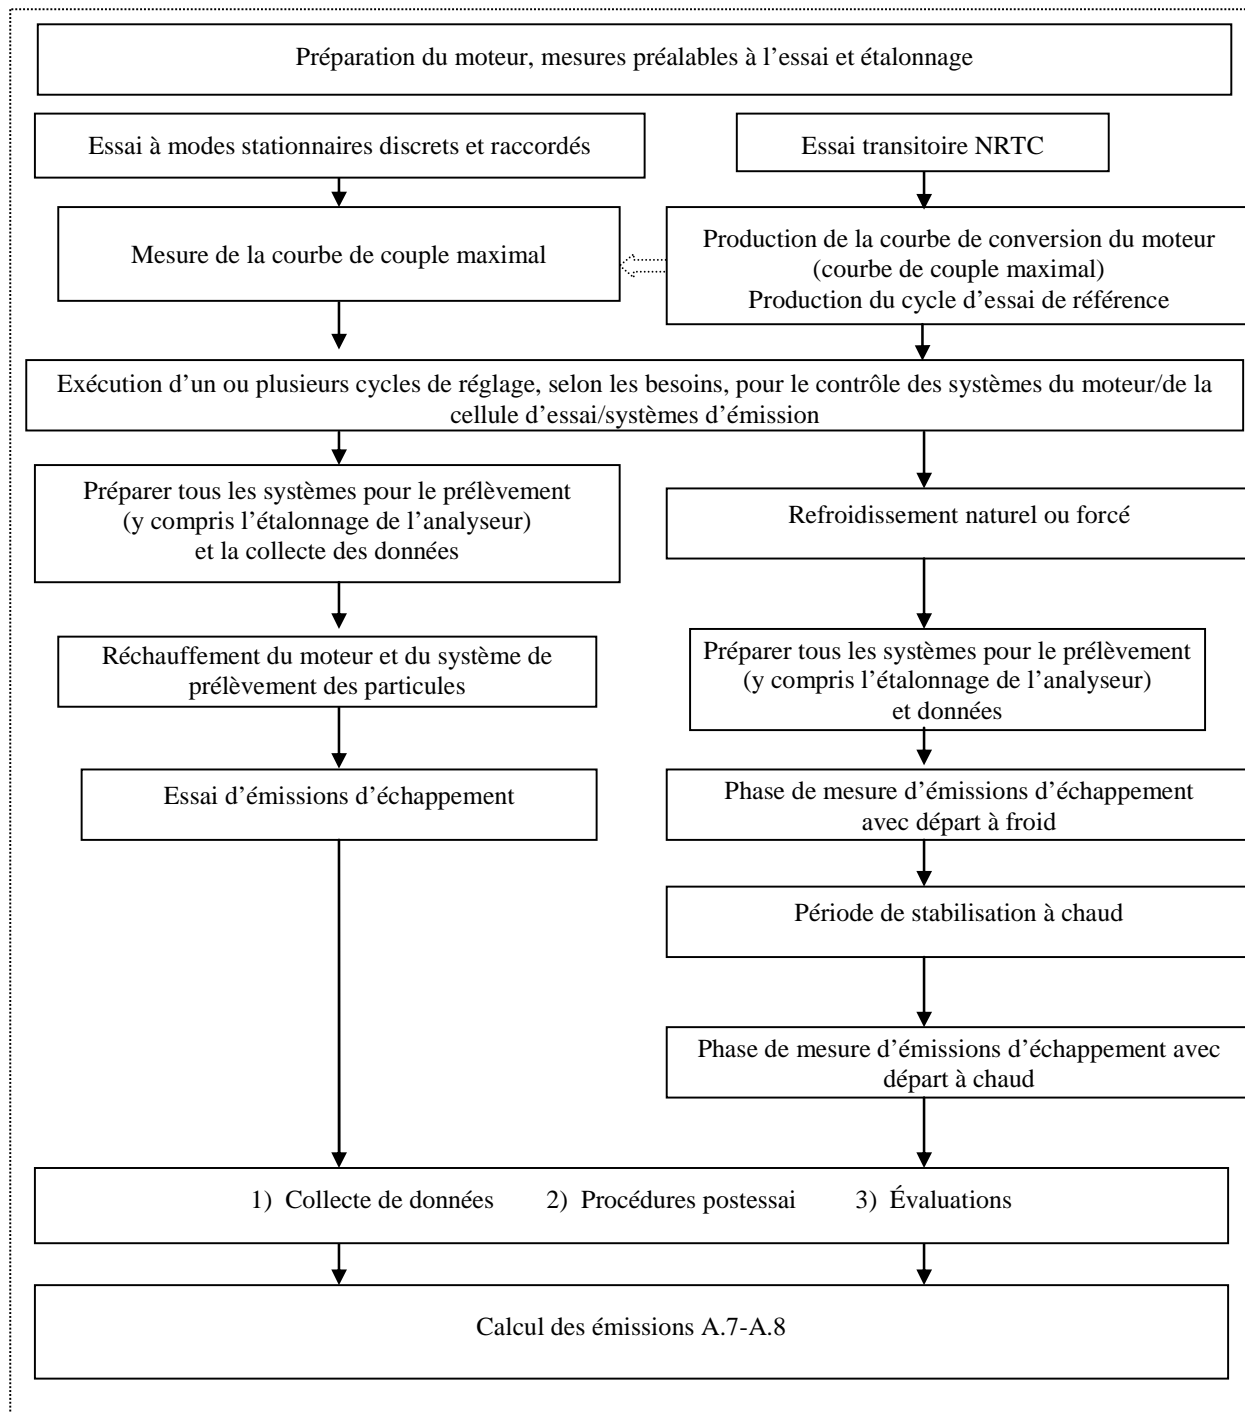 Préparation du moteur, mesures préalables à l’essai et étalonnage
Essai à modes stationnaires discrets et raccordés
Essai transitoire NRTC
Mesure de la courbe de couple maximal
Production de la courbe de conversion du moteur
(courbe de couple maximal)
Production du cycle d’essai de référence
Exécution d’un ou plusieurs cycles de réglage, selon les besoins, pour le contrôle des systèmes du moteur/de la
cellule d’essai/systèmes d’émission
Préparer tous les systèmes pour le prélèvement
(y compris l’étalonnage de l’analyseur)
et la collecte des données
Refroidissement naturel ou forcé
Réchauffement du moteur et du système de
prélèvement des particules
Préparer tous les systèmes pour le prélèvement
(y compris l’étalonnage de l’analyseur)
et données
Essai d’émissions d’échappement
Phase de mesure d’émissions d’échappement
avec départ à froid
Période de stabilisation à chaud
Phase de mesure d’émissions d’échappement avec
départ à chaud
1) Collecte de données 2) Procédures postessai 3) Évaluations
Calcul des émissions A.7-A.8